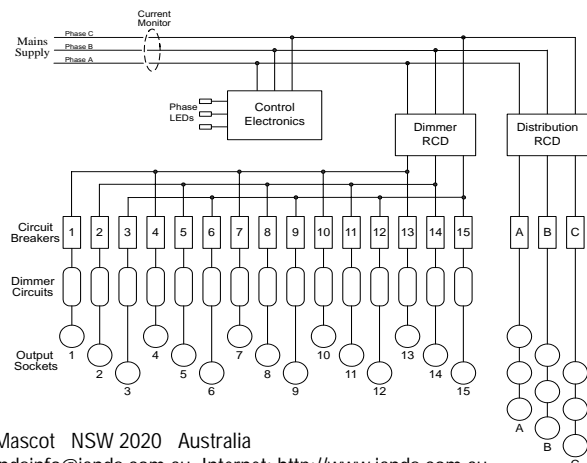 Current
Monitor
Mains
Supply
Phase C
Phase B
Phase A
Phase
LEDs
Control
Electronics
Dimmer
RCD
Distribution
RCD
Circuit
Breakers
1 2 3 4 5 6 7 8 9 10 11 12 13 14 15 A B C
Dimmer
Circuits
Output
Sockets
1 4 7 10 13
2 5 8 11 14
3 6 9 12 15
A
B
Mascot NSW 2020 Australia